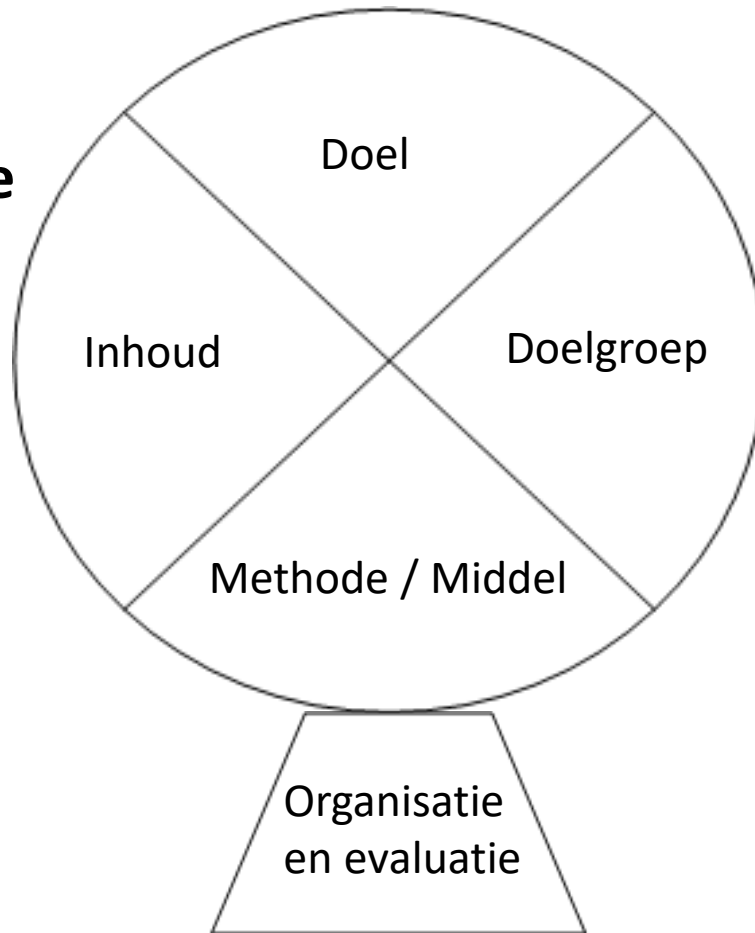 Doel
e
Inhoud
Doelgroep
Methode / Middel
Organisatie
en evaluatie